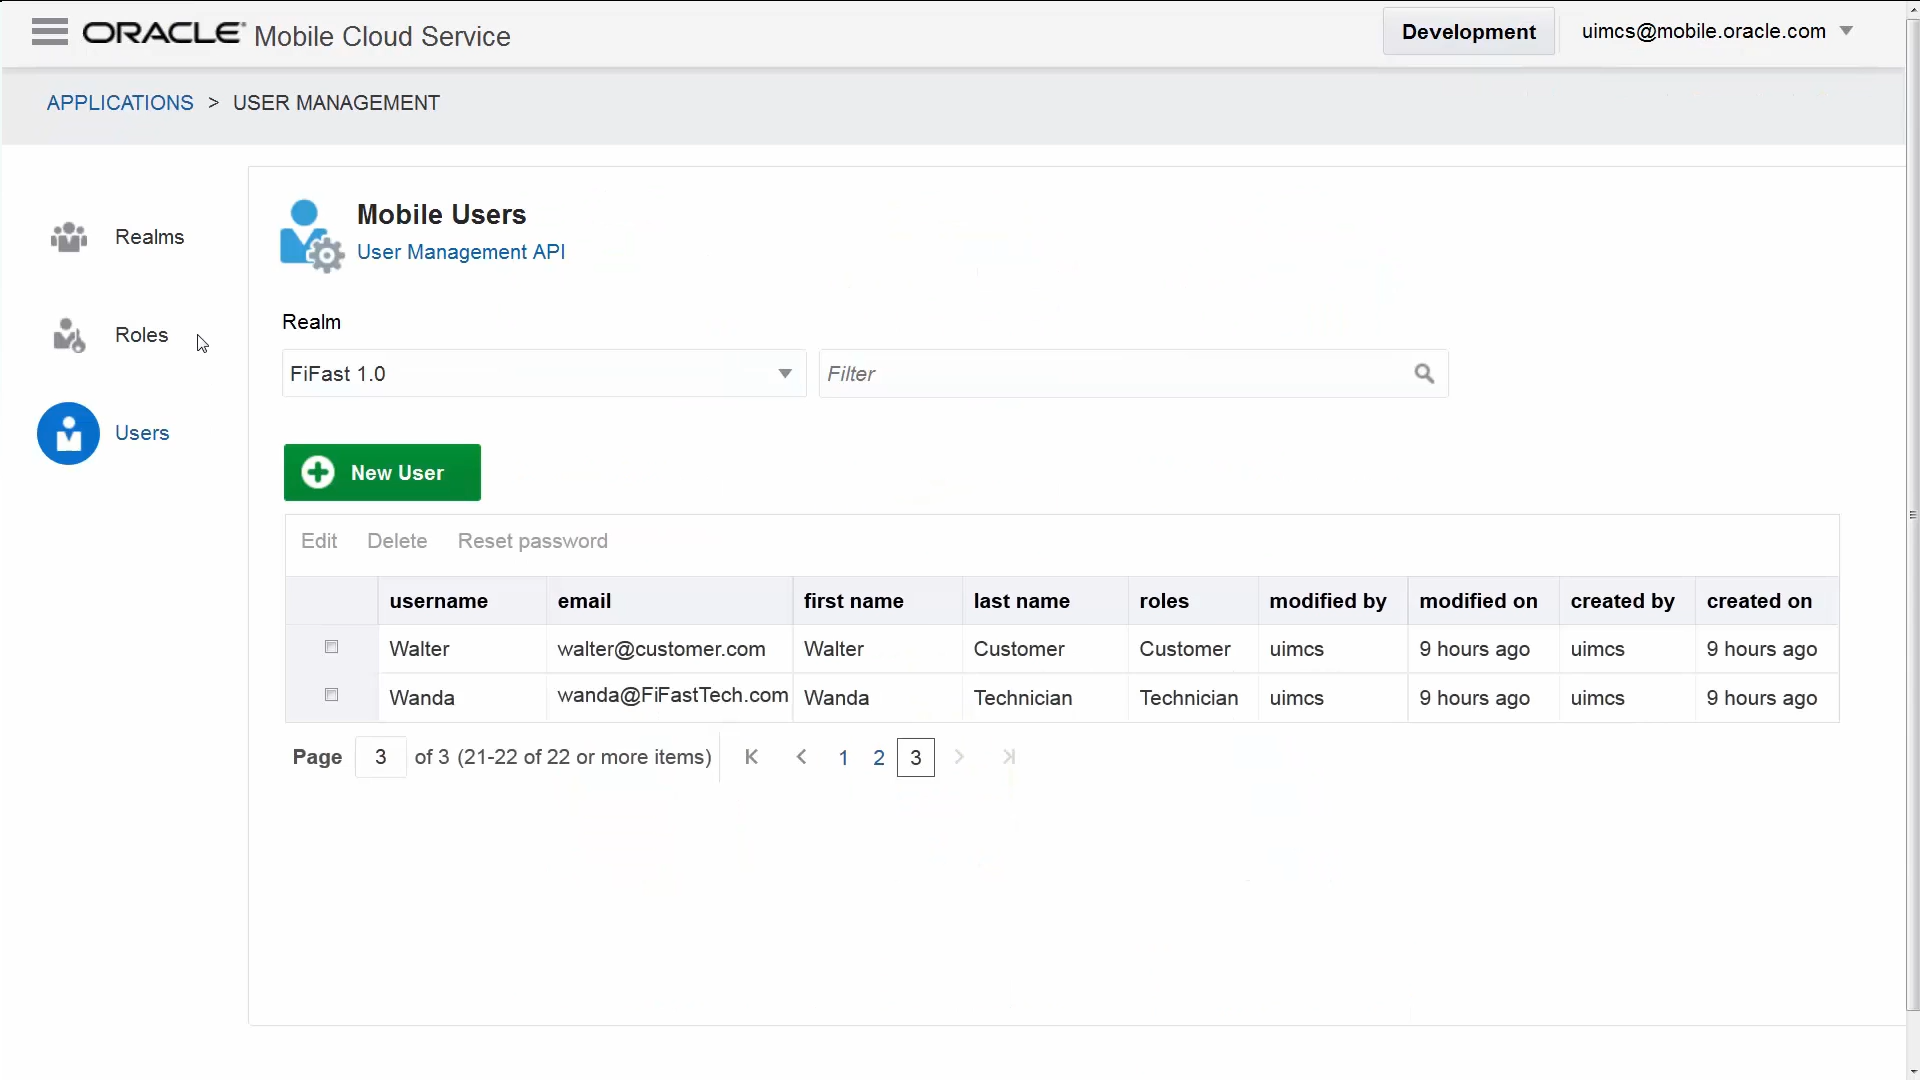 ORACLE Mobile Cloud Service
Development
uimcs@mobile.oracle.com
APPLICATIONS > USER MANAGEMENT
Realms
Roles
Users
Mobile Users
User Management API
Realm
FiFast 1.0
Filter
New User
Edit Delete Reset password
username email first name last name roles modified by modified on created by created on
Walter walter@customer.com Walter Customer Customer uimcs 9 hours ago uimcs 9 hours ago
Wanda wanda@FiFastTech.com Wanda Technician Technician uimcs 9 hours ago uimcs 9 hours ago
Page 3 of 3 (21-22 of 22 or more items) 1 2 3